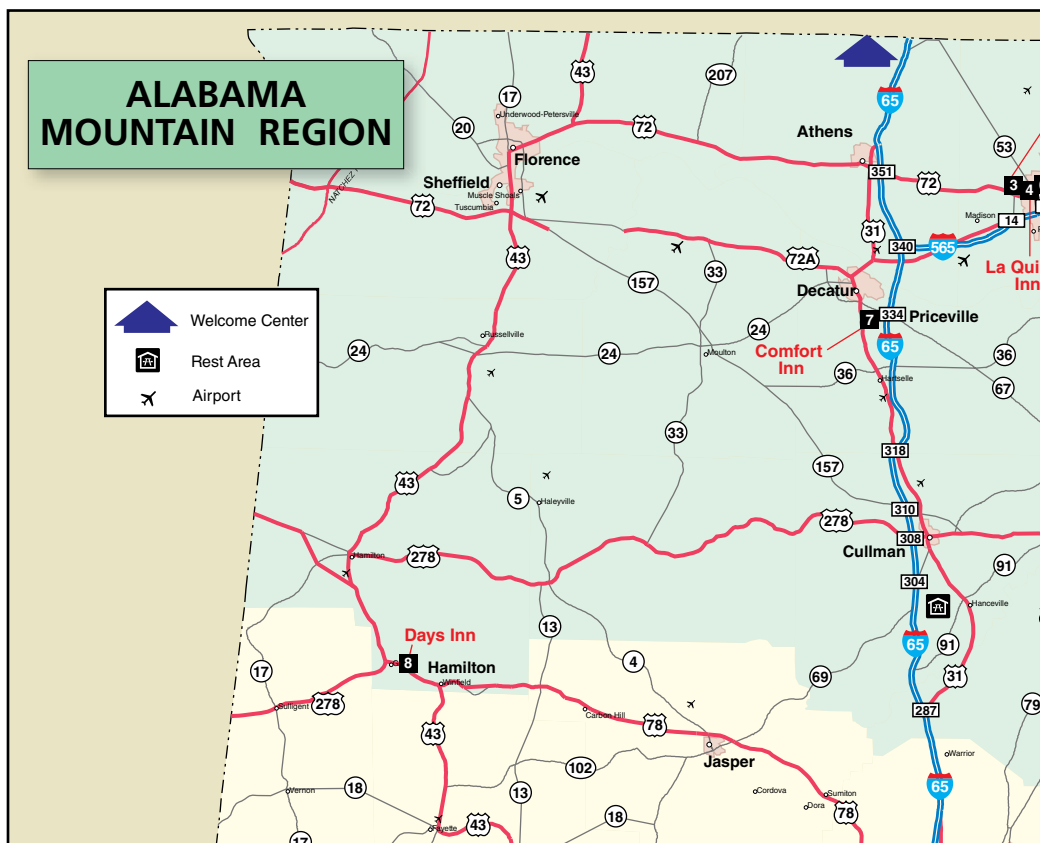 ALABAMA
MOUNTAIN REGION
Welcome Center
Rest Area
Airport
43
207
65
17
Underwood-Petersville
20
72
Athens
53
Florence
351
72
3
4
Sheffield
Muscle Shoals
Tuscumbia
72
Madison
14
31
340
565
43
72A
33
157
La Qui
Inn
Decatur
7
334
Priceville
24
Russellville
65
24
24
Moulton
Comfort
Inn
36
36
Hartselle
67
33
318
157
43
5
Haleyville
310
278
308
Cullman
Hamilton
278
304
91
Hanceville
13
Days Inn
65
91
8
Hamilton
4
17
Winfield
69
31
278
Sulligent
Carbon Hill
78
287
79
43
Jasper
Warrior
102
65
18
Vernon
13
Cordova
Sumiton
Dora
78
18
43
Fayette
17